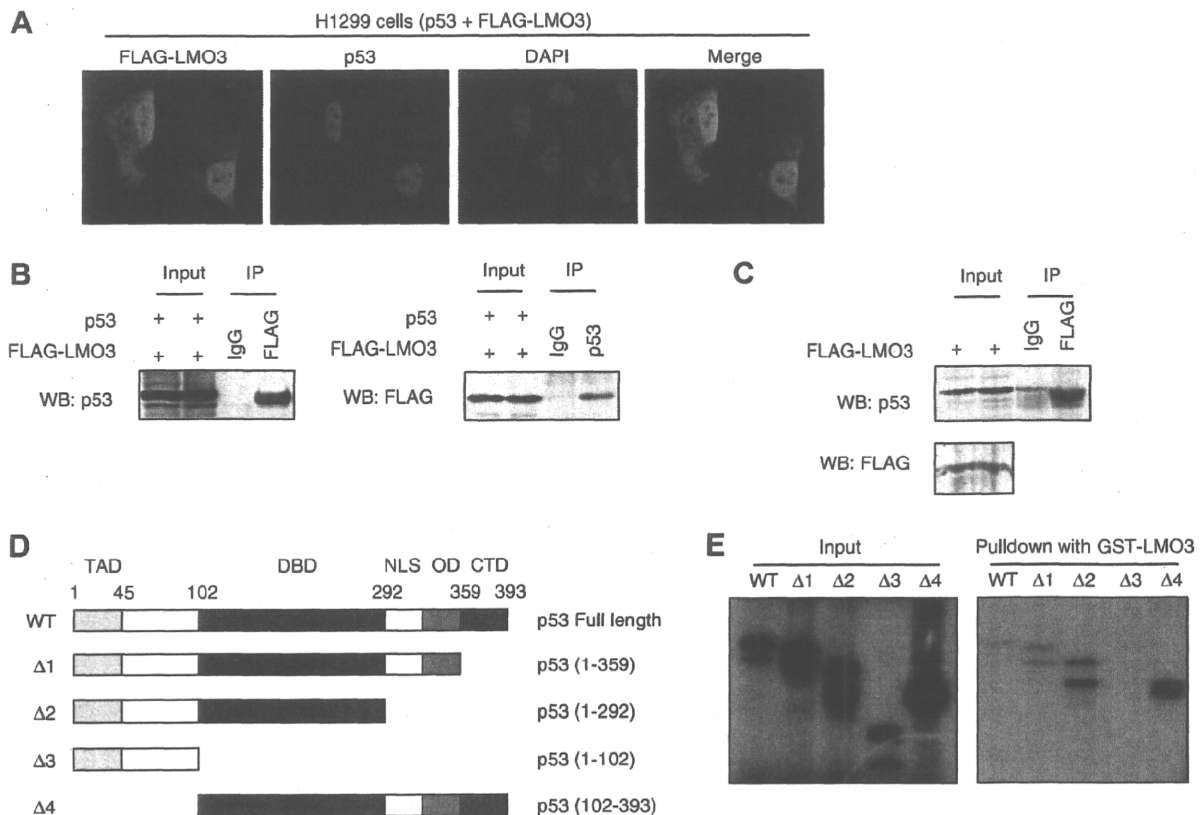 A
H1299 cells (p53 + FLAG-LMO3)
FLAG-LMO3 p53 DAPI Merge
B
Input IP
p53 + + IgG FLAG
FLAG-LMO3 + +
WB: p53
Input IP
p53 + + IgG p53
FLAG-LMO3 + +
WB: FLAG
C
Input IP
IgG FLAG
FLAG-LMO3 + +
WB: p53
WB: FLAG
D
TAD DBD NLS OD CTD
1 45 102 292 359 393
WT p53 Full length
Δ1 p53 (1-359)
Δ2 p53 (1-292)
Δ3 p53 (1-102)
Δ4 p53 (102-393)
E
Input Pulldown with GST-LMO3
WT Δ1 Δ2 Δ3 Δ4 WT Δ1 Δ2 Δ3 Δ4